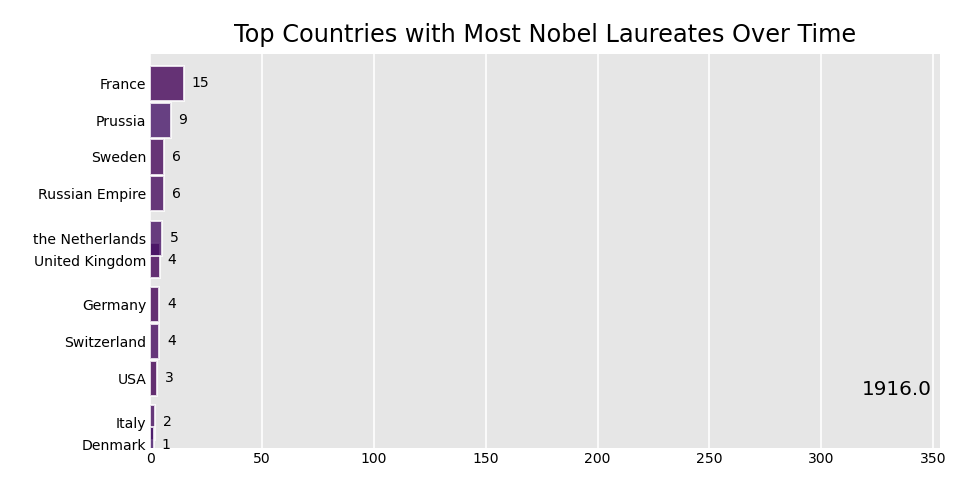 Top Countries with Most Nobel Laureates Over Time
France 15
Prussia 9
Sweden 6
Russian Empire 6
the Netherlands 5
United Kingdom 4
Germany 4
Switzerland 4
USA 3
1916.0
Italy 2
Denmark 1
0 50 100 150 200 250 300 350